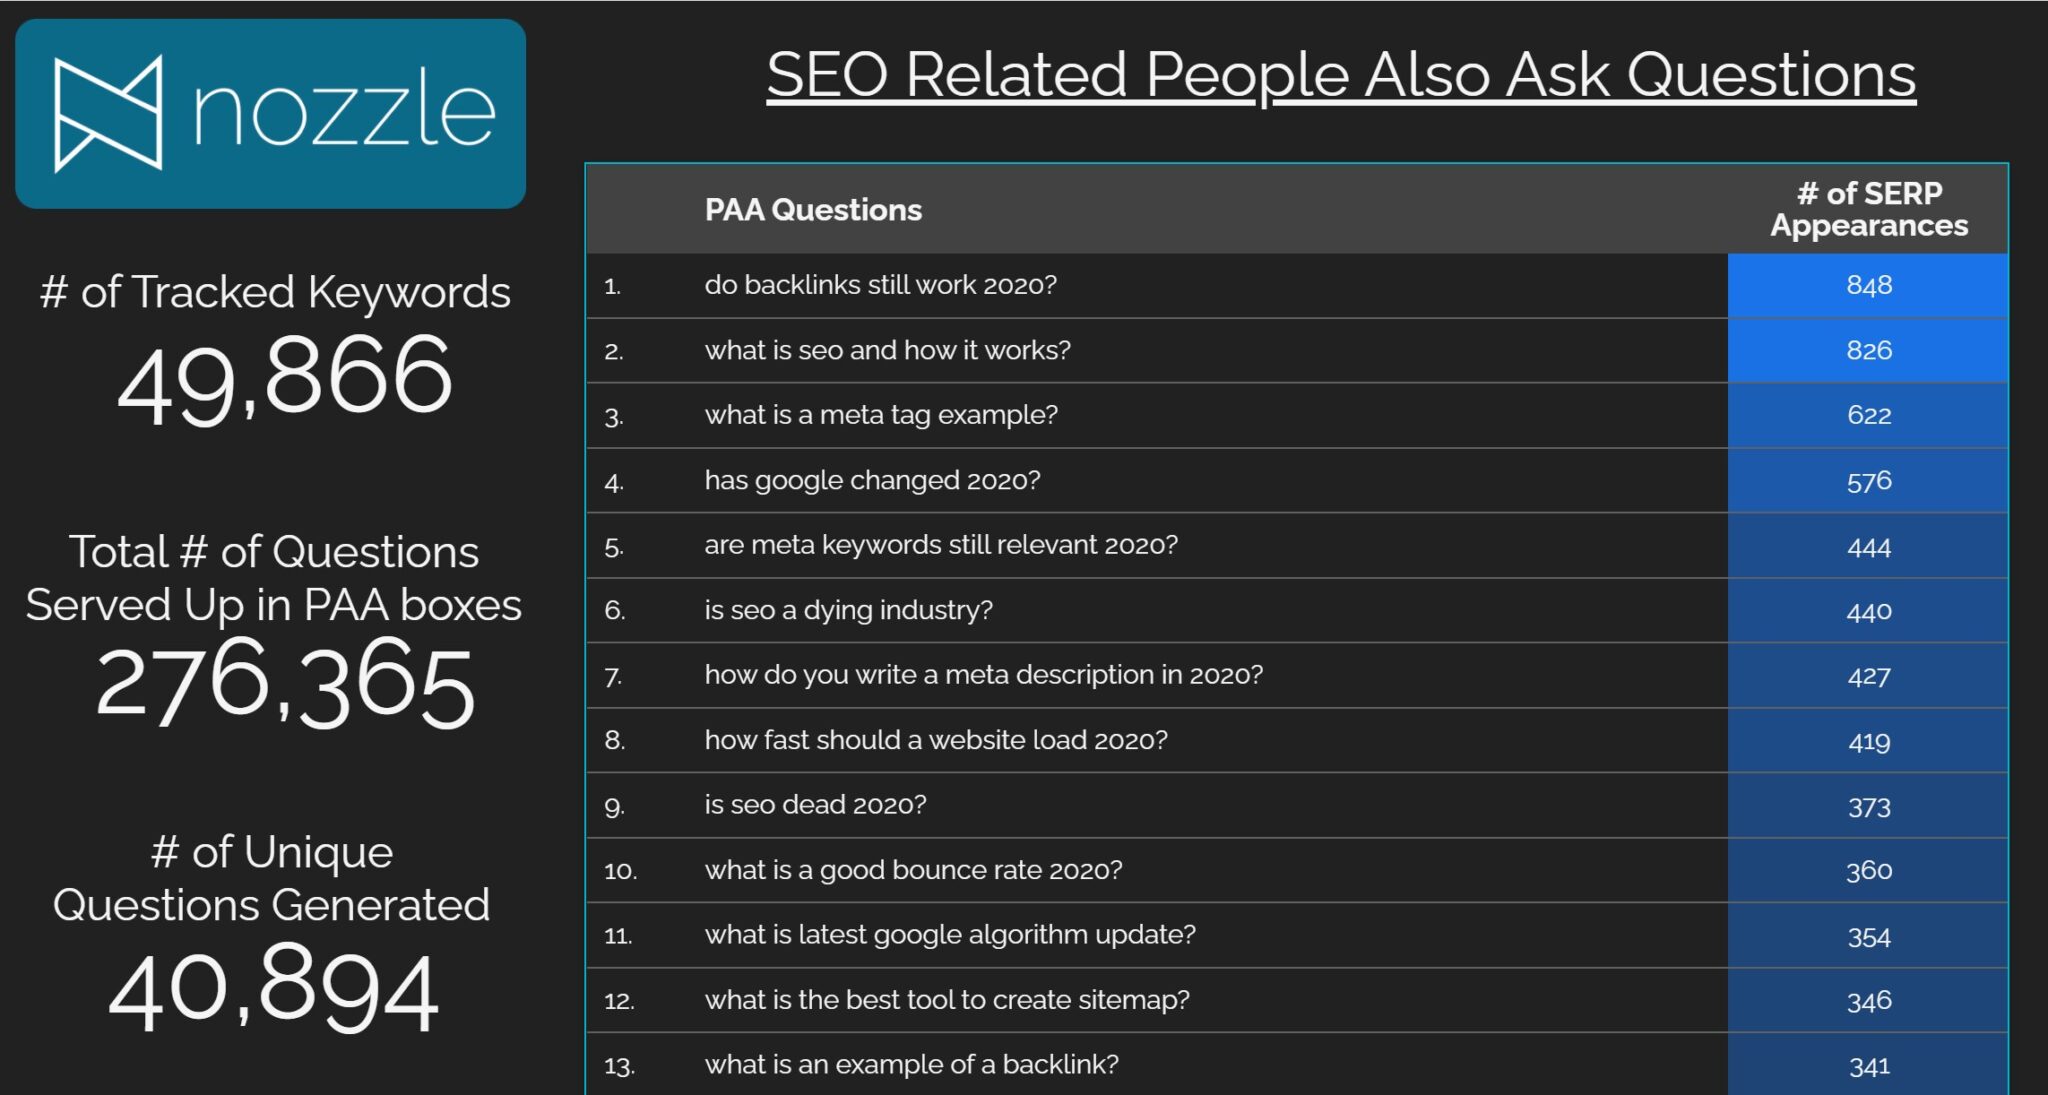 nozzle
# of Tracked Keywords
49,866
Total # of Questions
Served Up in PAA boxes
276,365
# of Unique
Questions Generated
40,894
SEO Related People Also Ask Questions
PAA Questions
# of SERP
Appearances
1. do backlinks still work 2020? 848
2. what is seo and how it works? 826
3. what is a meta tag example? 622
4. has google changed 2020? 576
5. are meta keywords still relevant 2020? 444
6. is seo a dying industry? 440
7. how do you write a meta description in 2020? 427
8. how fast should a website load 2020? 419
9. is seo dead 2020? 373
10. what is a good bounce rate 2020? 360
11. what is latest google algorithm update? 354
12. what is the best tool to create sitemap? 346
13. what is an example of a backlink? 341